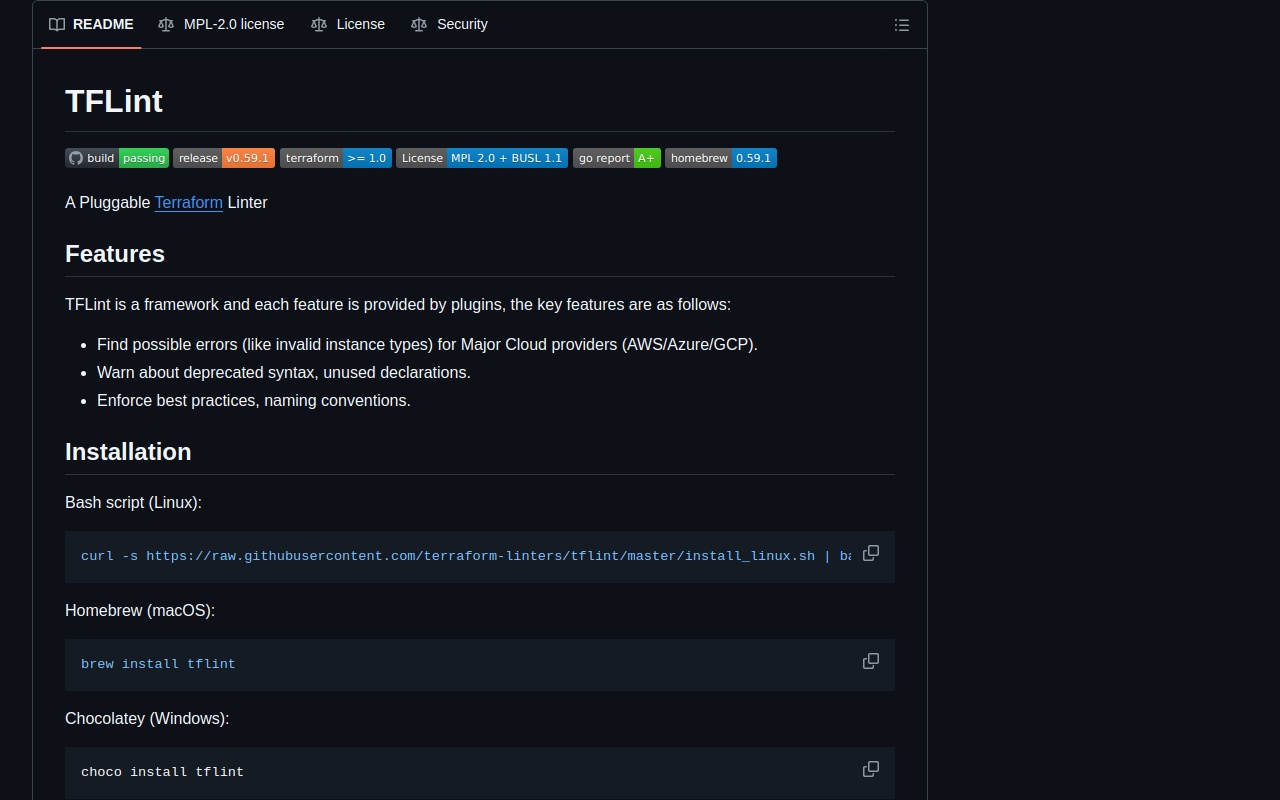 README MPL-2.0 license License Security
TFLint
build passing release v0.59.1 terraform >= 1.0 License MPL 2.0 + BUSL 1.1 go report A+ homebrew 0.59.1
A Pluggable Terraform Linter
Features
TFLint is a framework and each feature is provided by plugins, the key features are as follows:
• Find possible errors (like invalid instance types) for Major Cloud providers (AWS/Azure/GCP).
• Warn about deprecated syntax, unused declarations.
• Enforce best practices, naming conventions.
Installation
Bash script (Linux):
curl -s https://raw.githubusercontent.com/terraform-linters/tflint/master/install_linux.sh |
Homebrew (macOS):
brew install tflint
Chocolatey (Windows):
choco install tflint